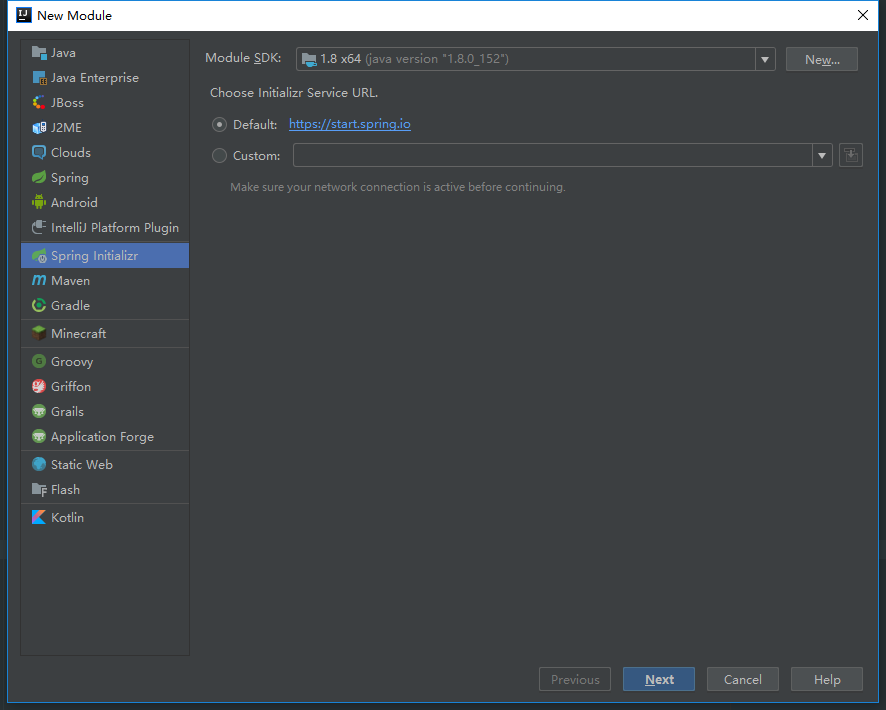 New Module
Java
Java Enterprise
JBoss
J2ME
Clouds
Spring
Android
IntelliJ Platform Plugin
Spring Initializr
Maven
Gradle
Minecraft
Groovy
Griffon
Grails
Application Forge
Static Web
Flash
Kotlin
Module SDK: 1.8 x64 (java version "1.8.0_152") New...
Choose Initializr Service URL.
Default: https://start.spring.io
Custom:
Make sure your network connection is active before continuing.
Previous Next Cancel Help